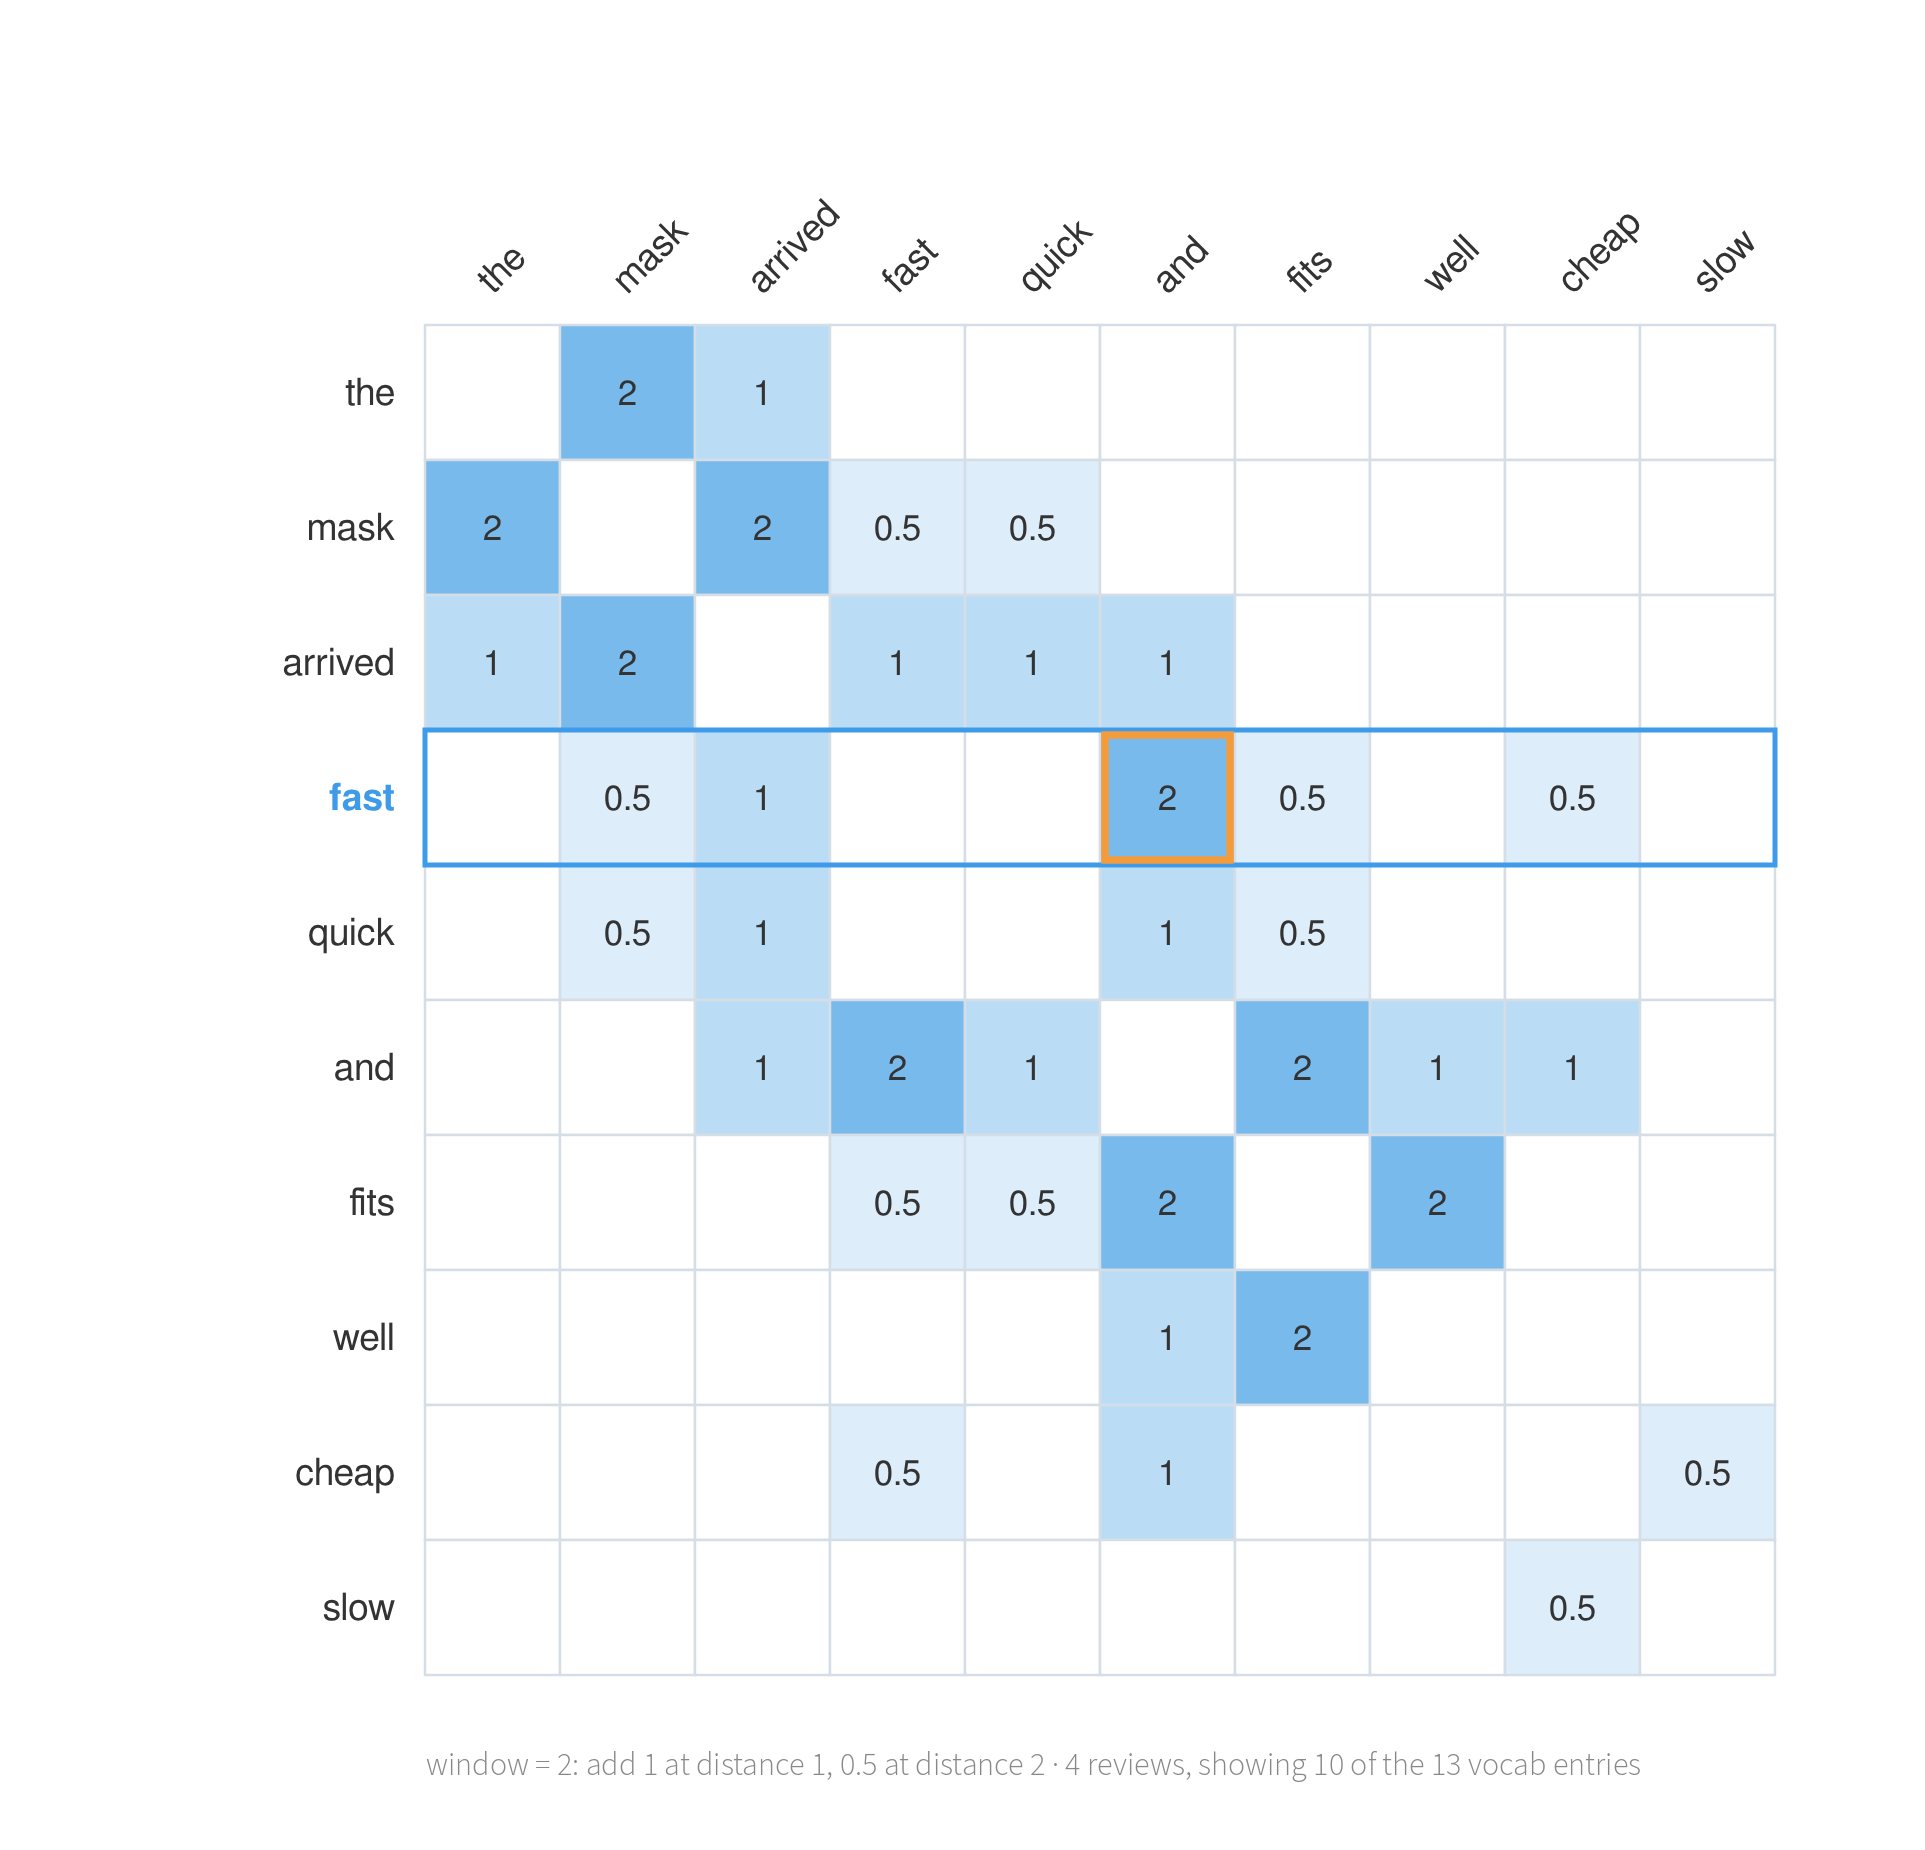 the mask arrived fast quick and fits well cheap slow
the 2 1
mask 2 2 0.5 0.5
arrived 1 2 1 1 1
fast 0.5 1 2 0.5 0.5
quick 0.5 1 1 0.5
and 1 2 1 2 1 1
fits 0.5 0.5 2 2
well 1 2
cheap 0.5 1 0.5
slow 0.5
window = 2: add 1 at distance 1, 0.5 at distance 2 · 4 reviews, showing 10 of the 13 vocab entries